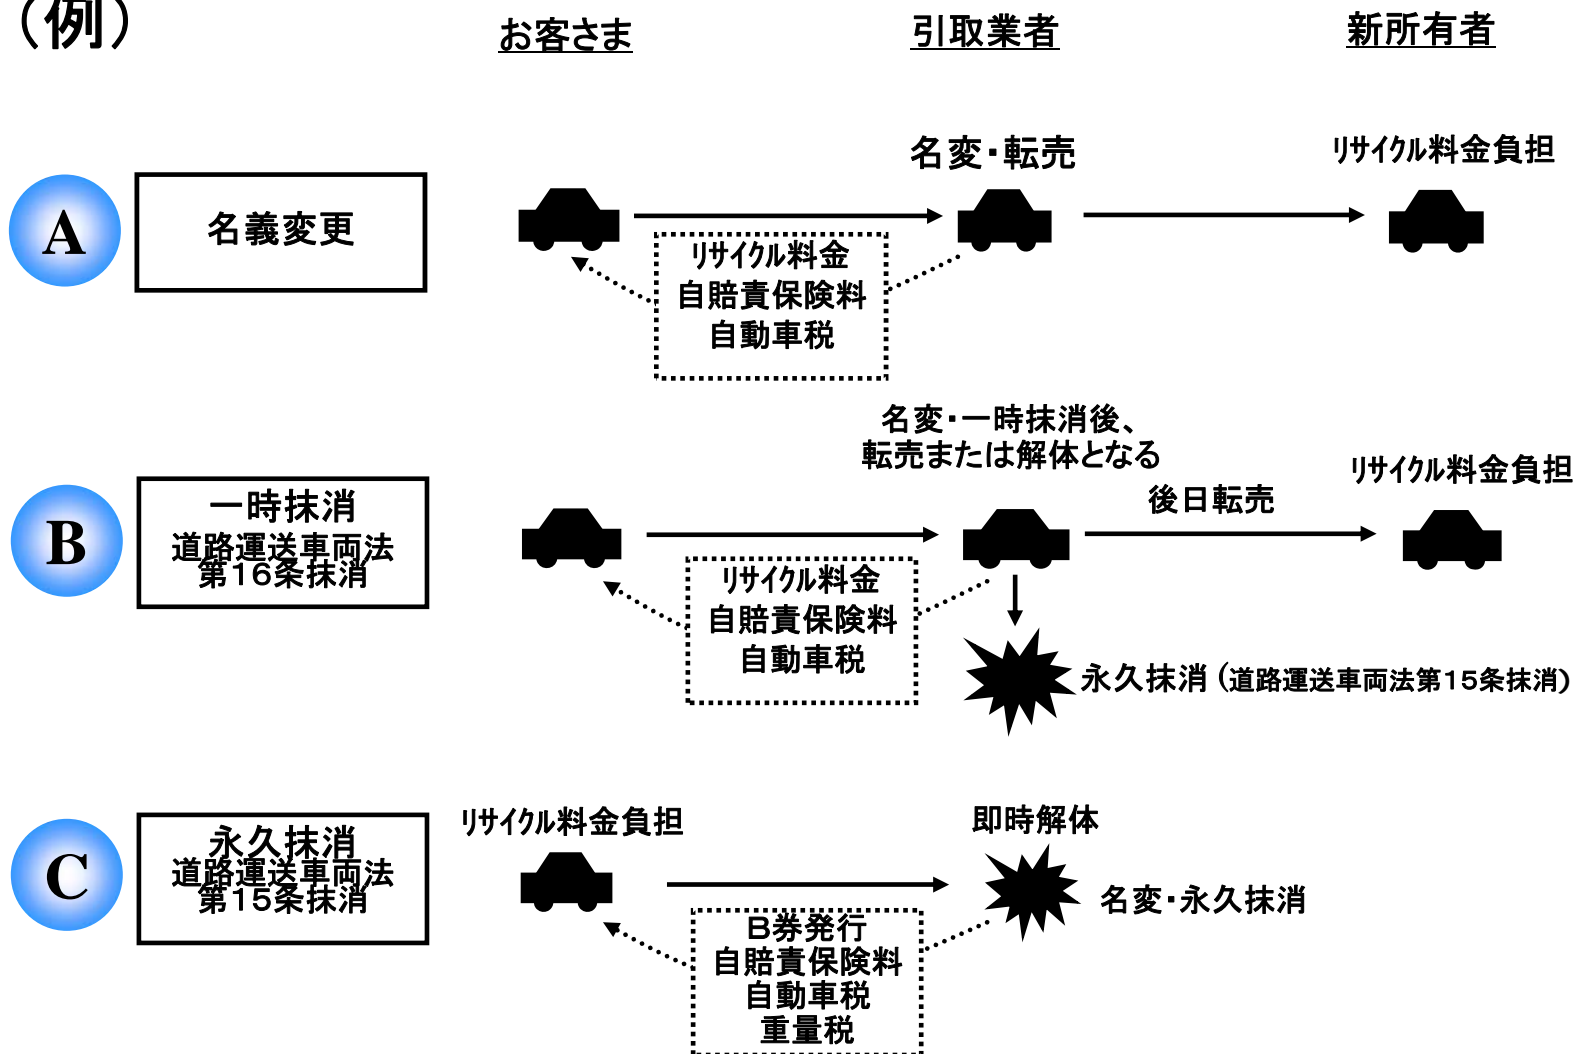 （例）
お客さま
引取業者
新所有者
名変・転売
ﾘｻｲｸﾙ料金負担
A
名義変更
ﾘｻｲｸﾙ料金
自賠責保険料
自動車税
名変・一時抹消後、
転売または解体となる
ﾘｻｲｸﾙ料金負担
後日転売
B
一時抹消
道路運送車両法
第１６条抹消
ﾘｻｲｸﾙ料金
自賠責保険料
自動車税
永久抹消（道路運送車両法第１５条抹消）
ﾘｻｲｸﾙ料金負担
即時解体
C
永久抹消
道路運送車両法
第１５条抹消
名変・永久抹消
Ｂ券発行
自賠責保険料
自動車税
重量税